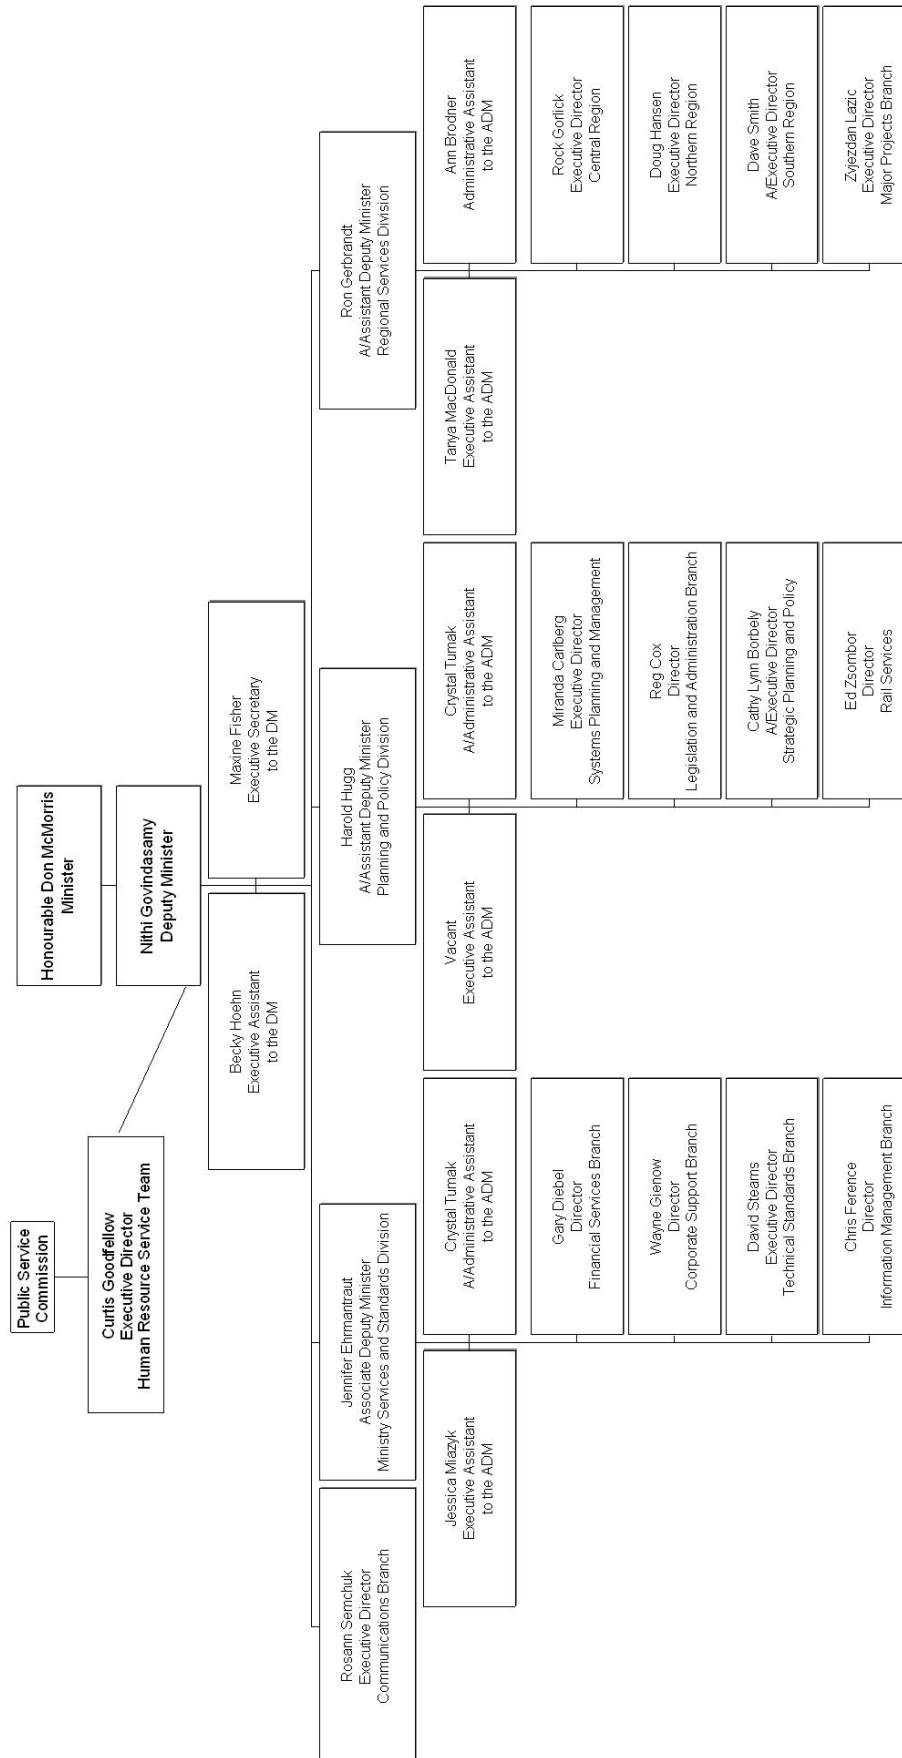 Public Service
Commission
Curtis Goodfellow
Executive Director
Human Resource Service Team
Honourable Don McMorris
Minister
Nithi Govindasamy
Deputy Minister
Becky Hoehn
Executive Assistant
to the DM
Maxine Fisher
Executive Secretary
to the DM
Rosann Semchuk
Executive Director
Communications Branch
Jennifer Ehrmantraut
Associate Deputy Minister
Ministry Services and Standards Division
Harold Hugg
A/Assistant Deputy Minister
Planning and Policy Division
Ron Gerbrandt
A/Assistant Deputy Minister
Regional Services Division
Jessica Miazyk
Executive Assistant
to the ADM
Crystal Tumak
A/Administrative Assistant
to the ADM
Vacant
Executive Assistant
to the ADM
Crystal Tumak
A/Administrative Assistant
to the ADM
Tanya MacDonald
Executive Assistant
to the ADM
Ann Brodner
Administrative Assistant
to the ADM
Gary Diebel
Director
Financial Services Branch
Miranda Carlberg
Executive Director
Systems Planning and Management
Rock Gorlick
Executive Director
Central Region
Wayne Gienow
Director
Corporate Support Branch
Reg Cox
Director
Legislation and Administration Branch
Doug Hansen
Executive Director
Northern Region
David Stearns
Executive Director
Technical Standards Branch
Cathy Lynn Borbely
A/Executive Director
Strategic Planning and Policy
Dave Smith
A/Executive Director
Southern Region
Chris Ference
Director
Information Management Branch
Ed Zsombor
Director
Rail Services
Zvjezdan Lazic
Executive Director
Major Projects Branch